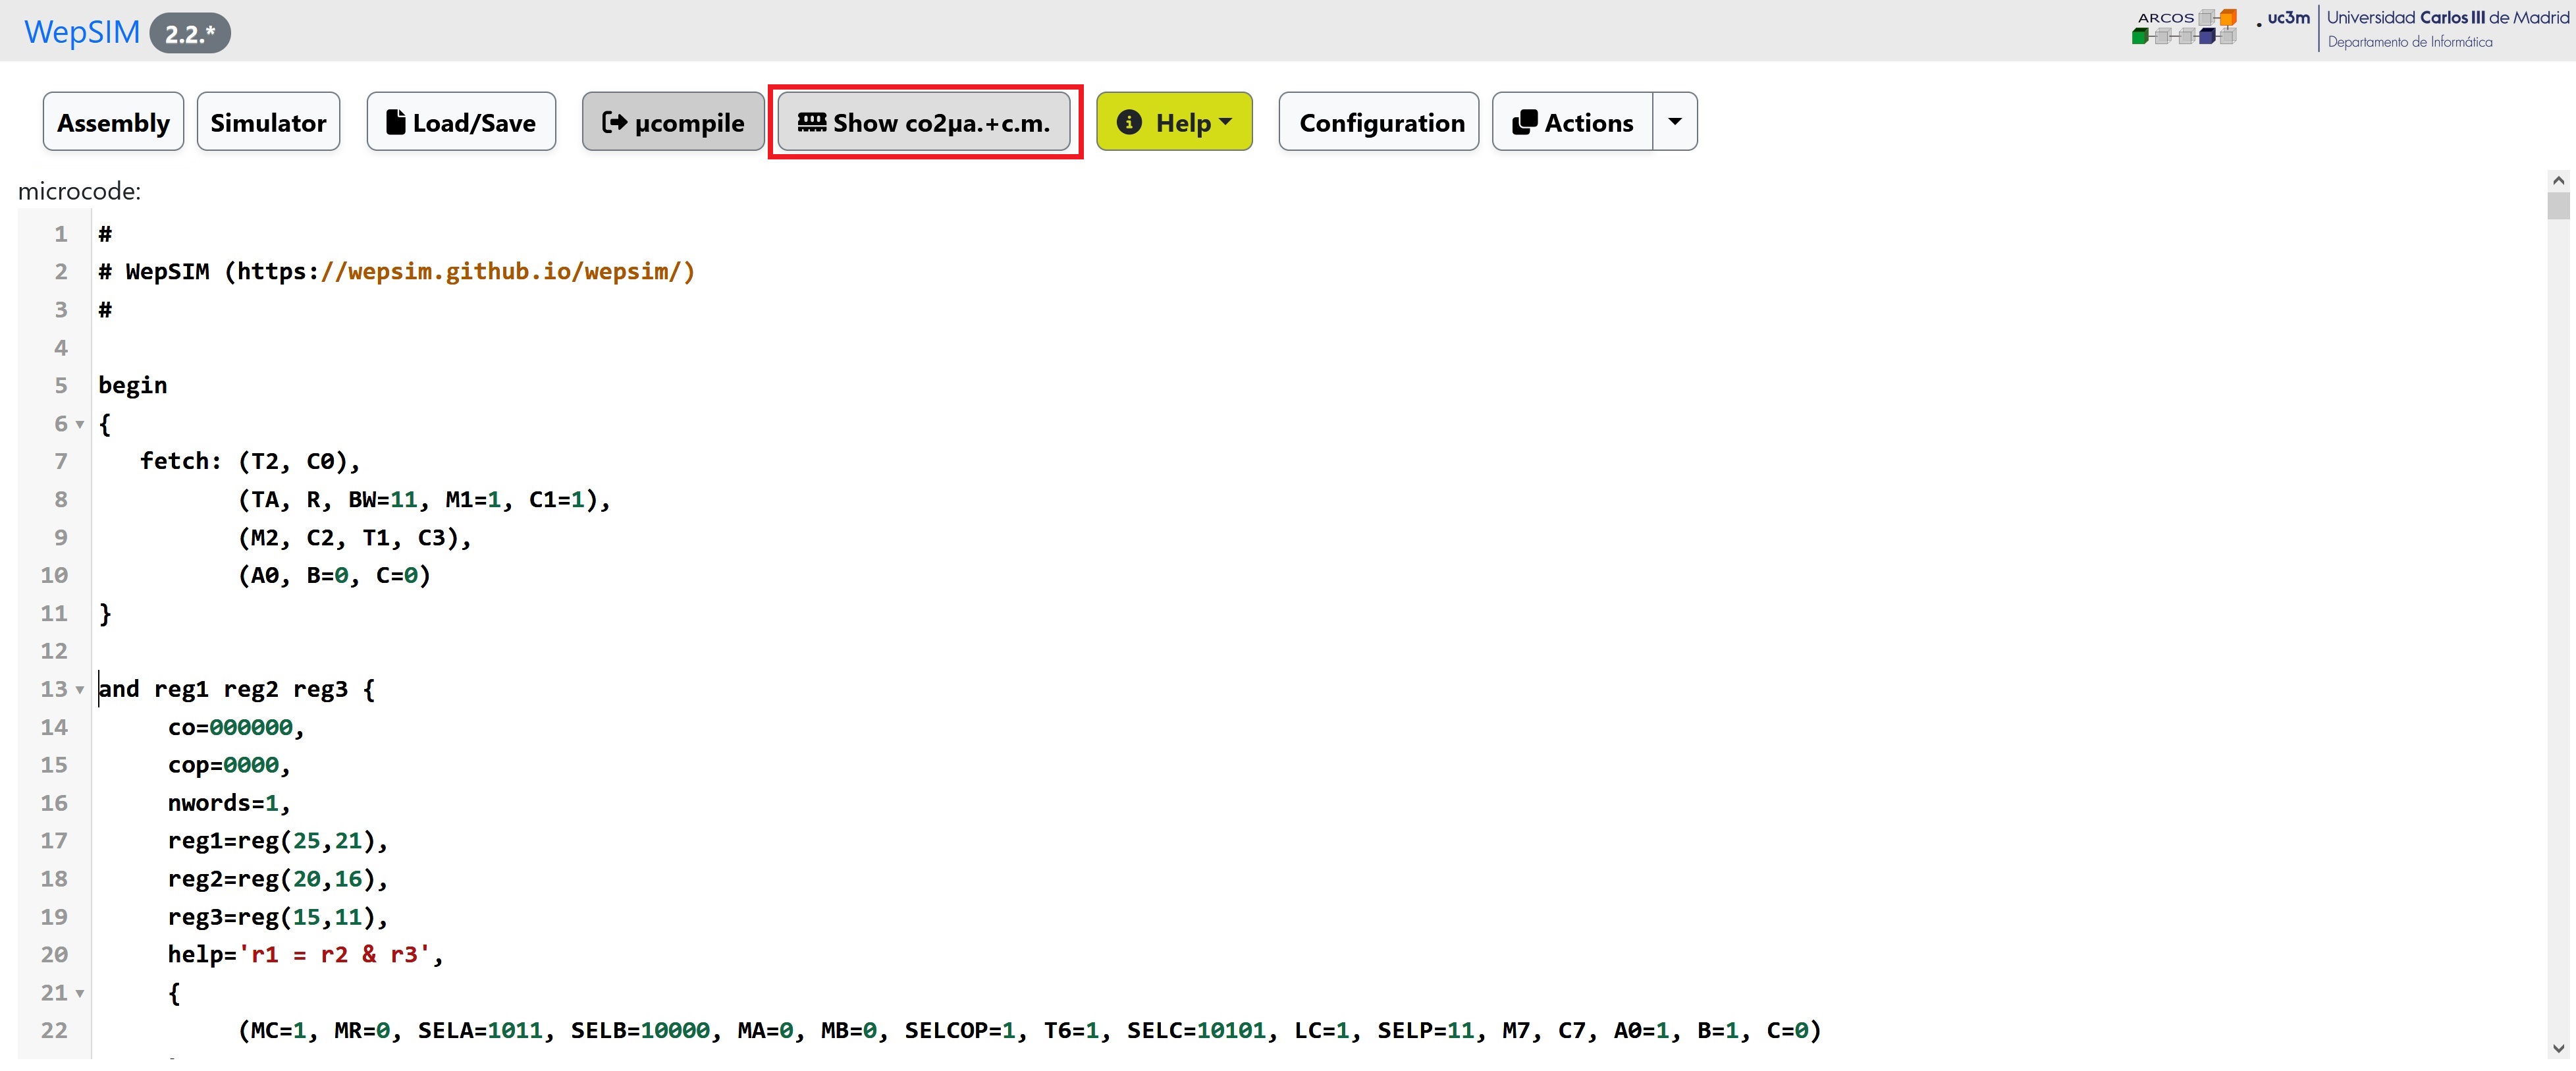 WepSIM 2.2.*
ARCOS
uc3m Universidad Carlos III de Madrid
Departamento de Informática
Assembly Simulator Load/Save µcompile Show co2µa.+c.m. Help Configuration Actions
microcode:
1 #
2 # WepSIM (https://wepsim.github.io/wepsim/)
3 #
4
5 begin
6 {
7 fetch: (T2, C0),
8 (TA, R, BW=11, M1=1, C1=1),
9 (M2, C2, T1, C3),
10 (A0, B=0, C=0)
11 }
12
13 and reg1 reg2 reg3 {
14 co=000000,
15 cop=0000,
16 nwords=1,
17 reg1=reg(25,21),
18 reg2=reg(20,16),
19 reg3=reg(15,11),
20 help='r1 = r2 & r3',
21 {
22 (MC=1, MR=0, SELA=1011, SELB=10000, MA=0, MB=0, SELCOP=1, T6=1, SELC=10101, LC=1, SELP=11, M7, C7, A0=1, B=1, C=0)